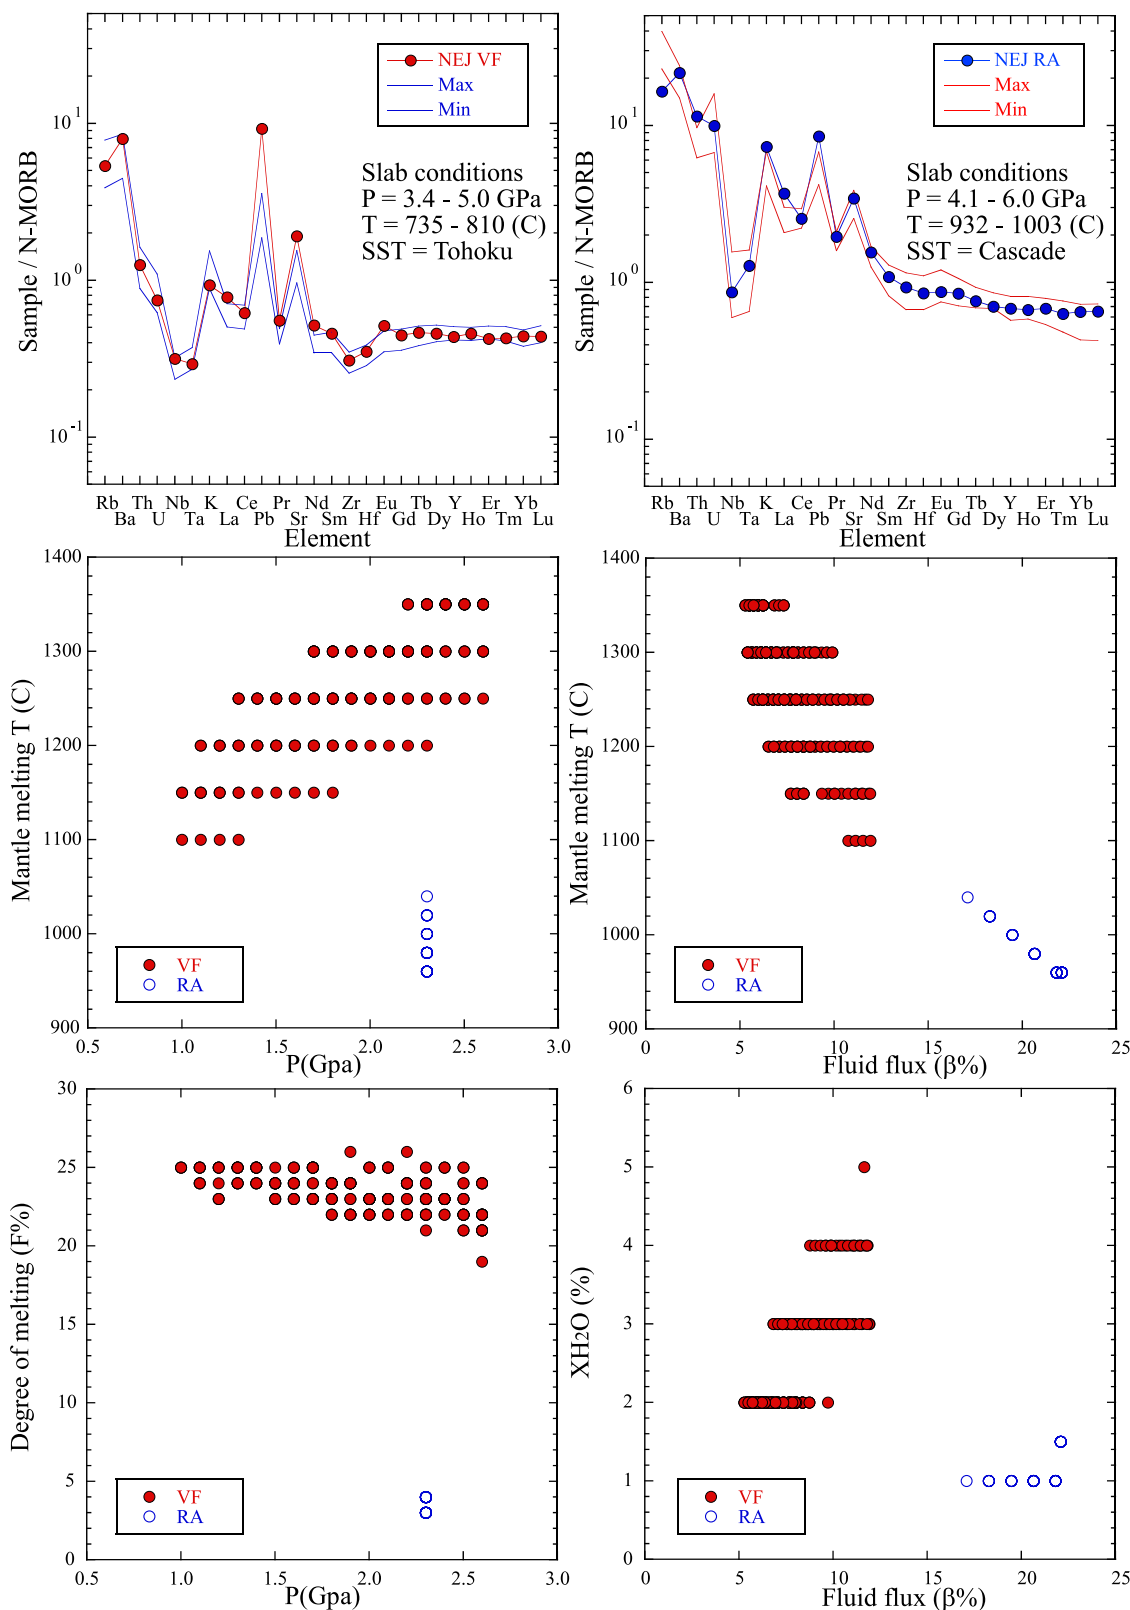 NEJ VF
Max
Min
Slab conditions
P = 3.4 - 5.0 GPa
T = 735 - 810 (C)
SST = Tohoku
10¹
10⁰
10⁻¹
Sample / N-MORB
Rb Th Nb K Ce Pr Nd Zr Eu Tb Y Er Yb
Ba U Ta La Pb Sr Sm Hf Gd Dy Ho Tm Lu
Element
NEJ RA
Max
Min
Slab conditions
P = 4.1 - 6.0 GPa
T = 932 - 1003 (C)
SST = Cascade
10¹
10⁰
10⁻¹
Sample / N-MORB
Rb Th Nb K Ce Pr Nd Zr Eu Tb Y Er Yb
Ba U Ta La Pb Sr Sm Hf Gd Dy Ho Tm Lu
Element
1400
1300
1200
1100
1000
900
Mantle melting T (C)
VF
RA
0.5 1.0 1.5 2.0 2.5 3.0
P(Gpa)
1400
1300
1200
1100
1000
900
Mantle melting T (C)
VF
RA
0 5 10 15 20 25
Fluid flux (β%)
30
25
20
15
10
5
0
Degree of melting (F%)
VF
RA
0.5 1.0 1.5 2.0 2.5 3.0
P(Gpa)
6
5
4
3
2
1
0
XH2O (%)
VF
RA
0 5 10 15 20 25
Fluid flux (β%)